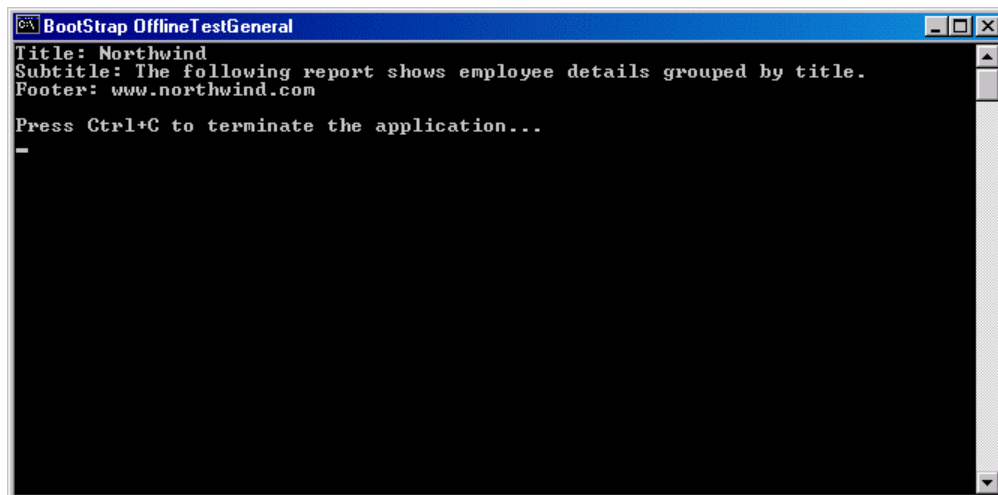 BootStrap OfflineTestGeneral
Title: Northwind
Subtitle: The following report shows employee details grouped by title.
Footer: www.northwind.com
Press Ctrl+C to terminate the application...